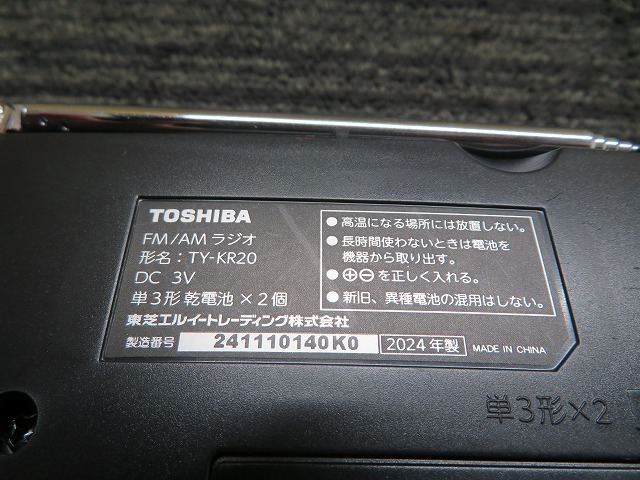 TOSHIBA
FM/AM ラジオ
形名：TY-KR20
DC 3V
単3形 乾電池×2個
東芝エルイートレーディング株式会社
製造番号 241110140K0 2024年製 MADE IN CHINA
● 高温になる場所には放置しない。
● 長時間使わないときは電池を
機器から取り出す。
● ⊕⊖を正しく入れる。
● 新旧、異種電池の混用はしない。
単3形×2